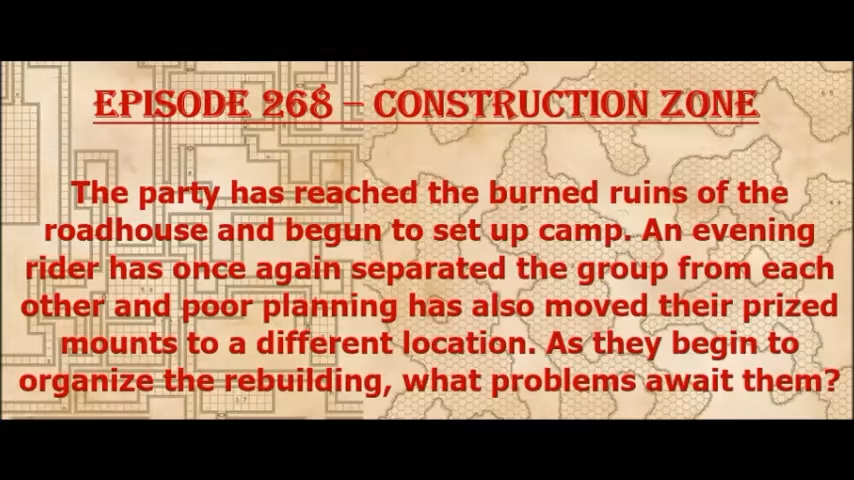 EPISODE 268 – CONSTRUCTION ZONE
The party has reached the burned ruins of the
roadhouse and begun to set up camp. An evening
rider has once again separated the group from each
other and poor planning has also moved their prized
mounts to a different location. As they begin to
organize the rebuilding, what problems await them?